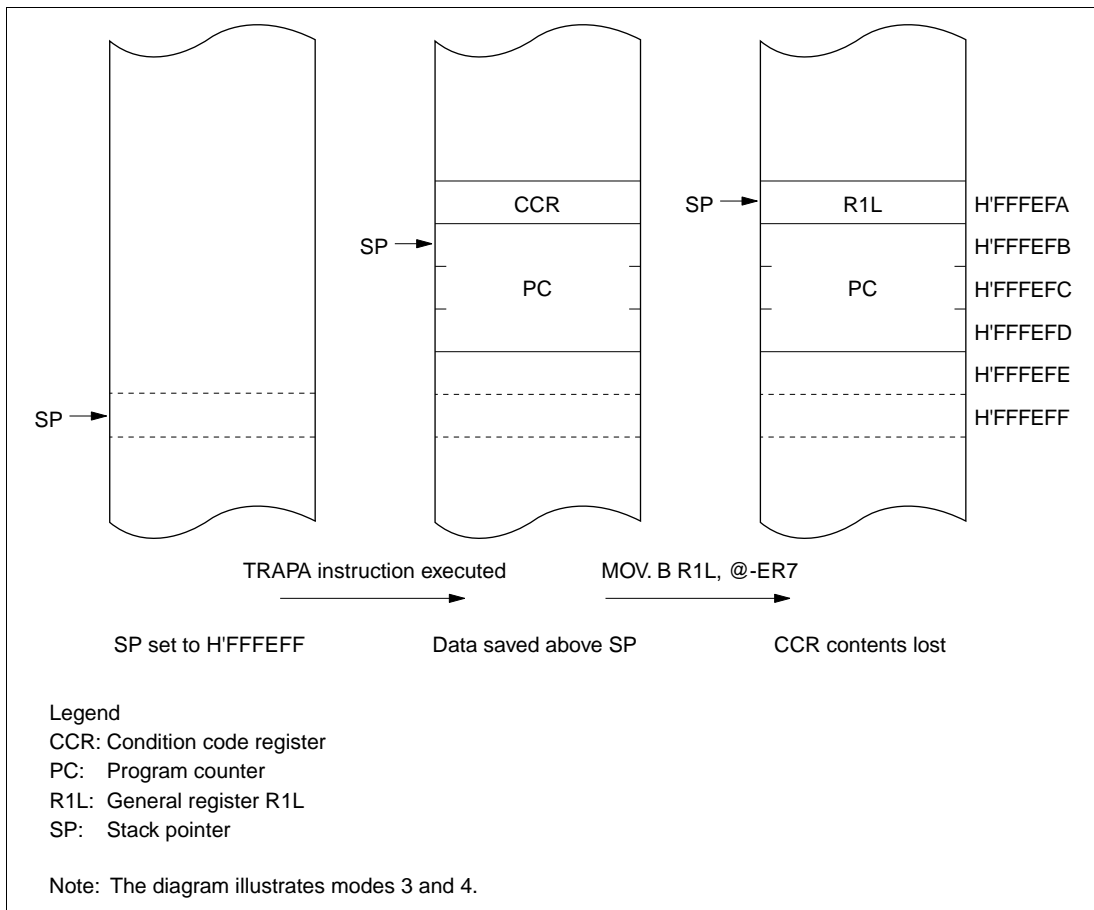 CCR
SP
R1L
H'FFFEFA
SP
H'FFFEFB
PC
PC
H'FFFEFC
H'FFFEFD
H'FFFEFE
SP
H'FFFEFF
TRAPA instruction executed
MOV. B R1L, @-ER7
SP set to H'FFFEFF
Data saved above SP
CCR contents lost
Legend
CCR: Condition code register
PC: Program counter
R1L: General register R1L
SP: Stack pointer
Note: The diagram illustrates modes 3 and 4.